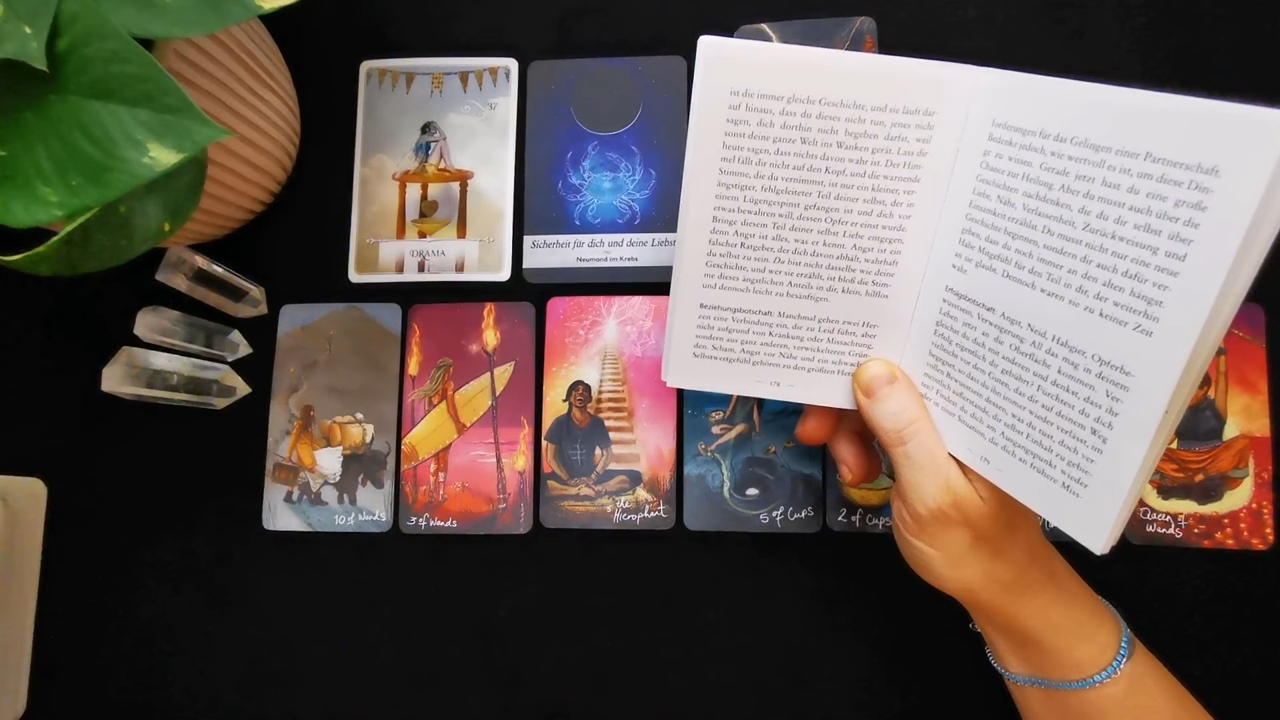 37
DRAMA
Sicherheit für dich und deine Liebst
Neumond im Krebs
ist die immer gleiche Geschichte, und sie läuft dar-
auf hinaus, dass du dieses nicht tun, jenes nicht
sagen, dich dorthin nicht begeben darfst, weil
sonst deine ganze Welt ins Wanken gerät. Lass dir
heute sagen, dass nichts davon wahr ist. Der Him-
mel fällt dir nicht auf den Kopf, und die warnende
Stimme, die du vernimmst, ist nur ein kleiner, ver-
ängstigter, fehlgeleiteter Teil deiner selbst, der in
einem Lügengespinst gefangen ist und dich vor
etwas bewahren will, dessen Opfer er einst wurde.
Bringe diesem Teil deiner selbst Liebe entgegen,
denn Angst ist alles, was er kennt. Angst ist ein
falscher Ratgeber, der dich davon abhält, wahrhaft
zu sein. Du bist nicht dasselbe wie deine
Geschichte, und wer sie erzählt, ist bloß die Stim-
me dieses ängstlichen Anteils in dir, klein, hilflos
und dennoch leicht zu besänftigen.
Beziehungsbotschaft: Manchmal gehen zwei Her-
zen eine Verbindung ein, die zu Leid führt, aber
nicht aufgrund von Kränkung oder Missachtung,
sondern aus ganz anderen, verwickelteren Grün-
den. Scham, Angst vor Nähe und ein schwaches
Selbstwertgefühl gehören zu den größten Her
178
forderungen für das Gelingen einer Partnerschaft.
Bedenke jedoch, wie wertvoll es ist, um diese Din-
ge zu wissen. Gerade jetzt hast du eine große
Chance zur Heilung. Aber du musst auch über die
Geschichten nachdenken, die du dir selbst über
Liebe, Nähe, Verlassenheit, Zurückweisung und
Einsamkeit erzählst. Du musst nicht nur eine neue
Geschichte beginnen, sondern dir auch dafür ver-
geben, dass du noch immer an den alten hängst.
Habe Mitgefühl für den Teil in dir, der weiterhin
an sie glaubt. Dennoch waren sie zu keiner Zeit
wahr.
Erfolgsbotschaft: Angst, Neid, Habgier, Opferbe-
wusstsein, Verweigerung: All das mag in deinem
Leben jetzt an die Oberfläche kommen. Ver-
gleichst du dich mit anderen und denkst, dass ihr
Erfolg eigentlich dir gebührt? Fürchtest du dich
vielleicht vor dem Guten, das dir auf deinem Weg
begegnet, so dass du ihn immer wieder verlässt, im
vollen Bewusstsein dessen, was du tust, doch ver-
meintlich außerstande, dir selbst Einhalt zu gebie-
ten? Findest du dich am Ausgangspunkt wieder
oder in einer Situation, die dich an frühere Miss-
179
10 of Wands
3 of Wands
5 the
Hierophant
5 of Cups
2 of Cups
Queen of
Wands